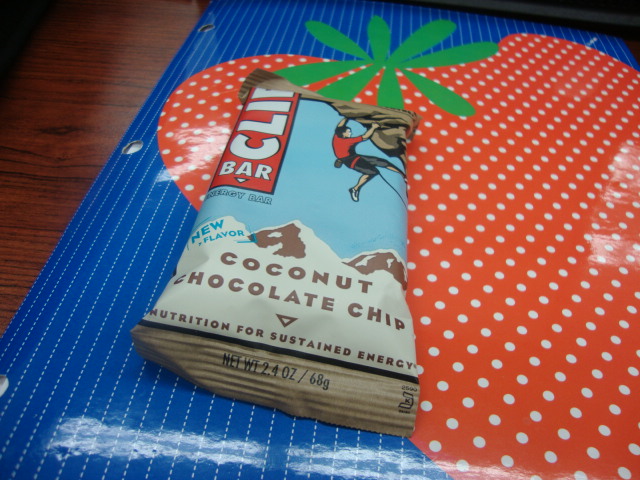 CLIF
BAR
ENERGY BAR
NEW
FLAVOR
COCONUT
CHOCOLATE CHIP
NUTRITION FOR SUSTAINED ENERGY
NET WT 2.4 OZ / 68g